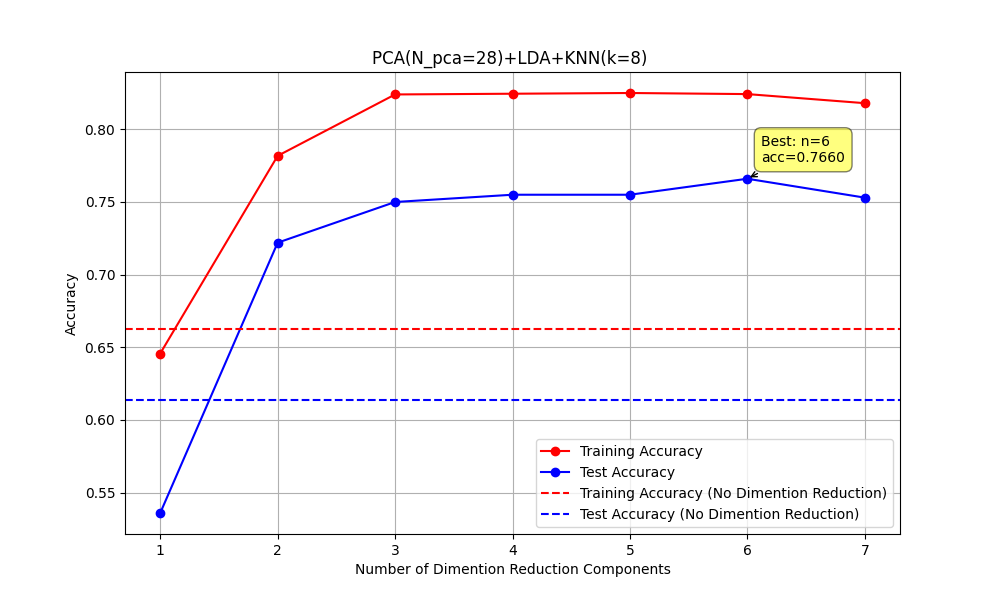 PCA(N_pca=28)+LDA+KNN(k=8)
Accuracy
0.80
0.75
0.70
0.65
0.60
0.55
Best: n=6
acc=0.7660
Training Accuracy
Test Accuracy
Training Accuracy (No Dimention Reduction)
Test Accuracy (No Dimention Reduction)
1 2 3 4 5 6 7
Number of Dimention Reduction Components